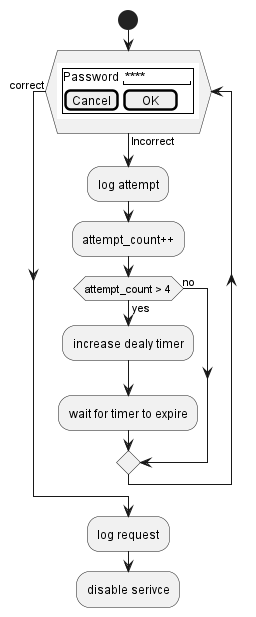 correct
Password ****
Cancel OK
Incorrect
log attempt
attempt_count++
attempt_count > 4
no
yes
increase dealy timer
wait for timer to expire
log request
disable serivce